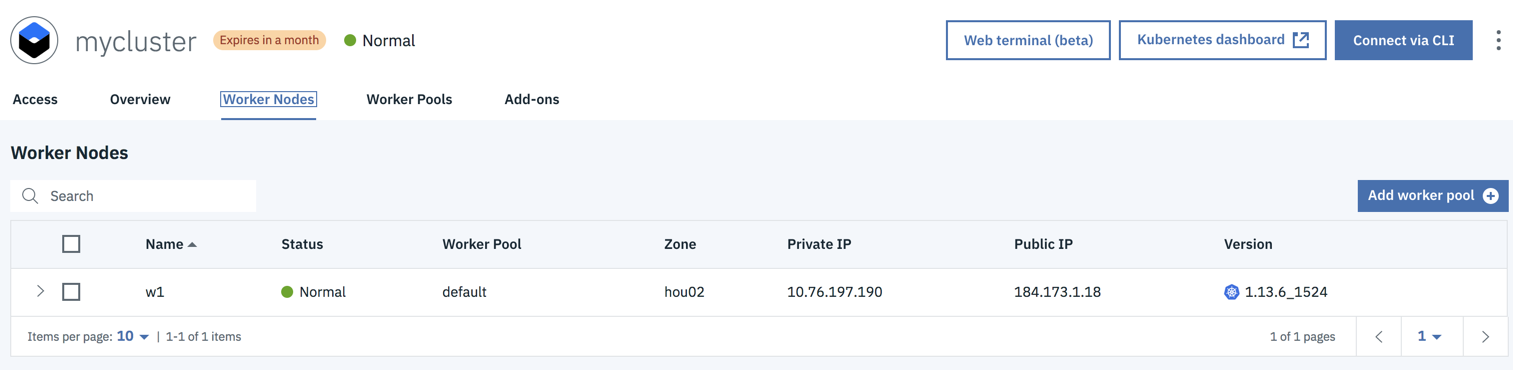 mycluster Expires in a month Normal Web terminal (beta) Kubernetes dashboard Connect via CLI
Access Overview Worker Nodes Worker Pools Add-ons
Worker Nodes
Search Add worker pool
Name Status Worker Pool Zone Private IP Public IP Version
w1 Normal default hou02 10.76.197.190 184.173.1.18 1.13.6_1524
Items per page: 10 | 1-1 of 1 items 1 of 1 pages 1